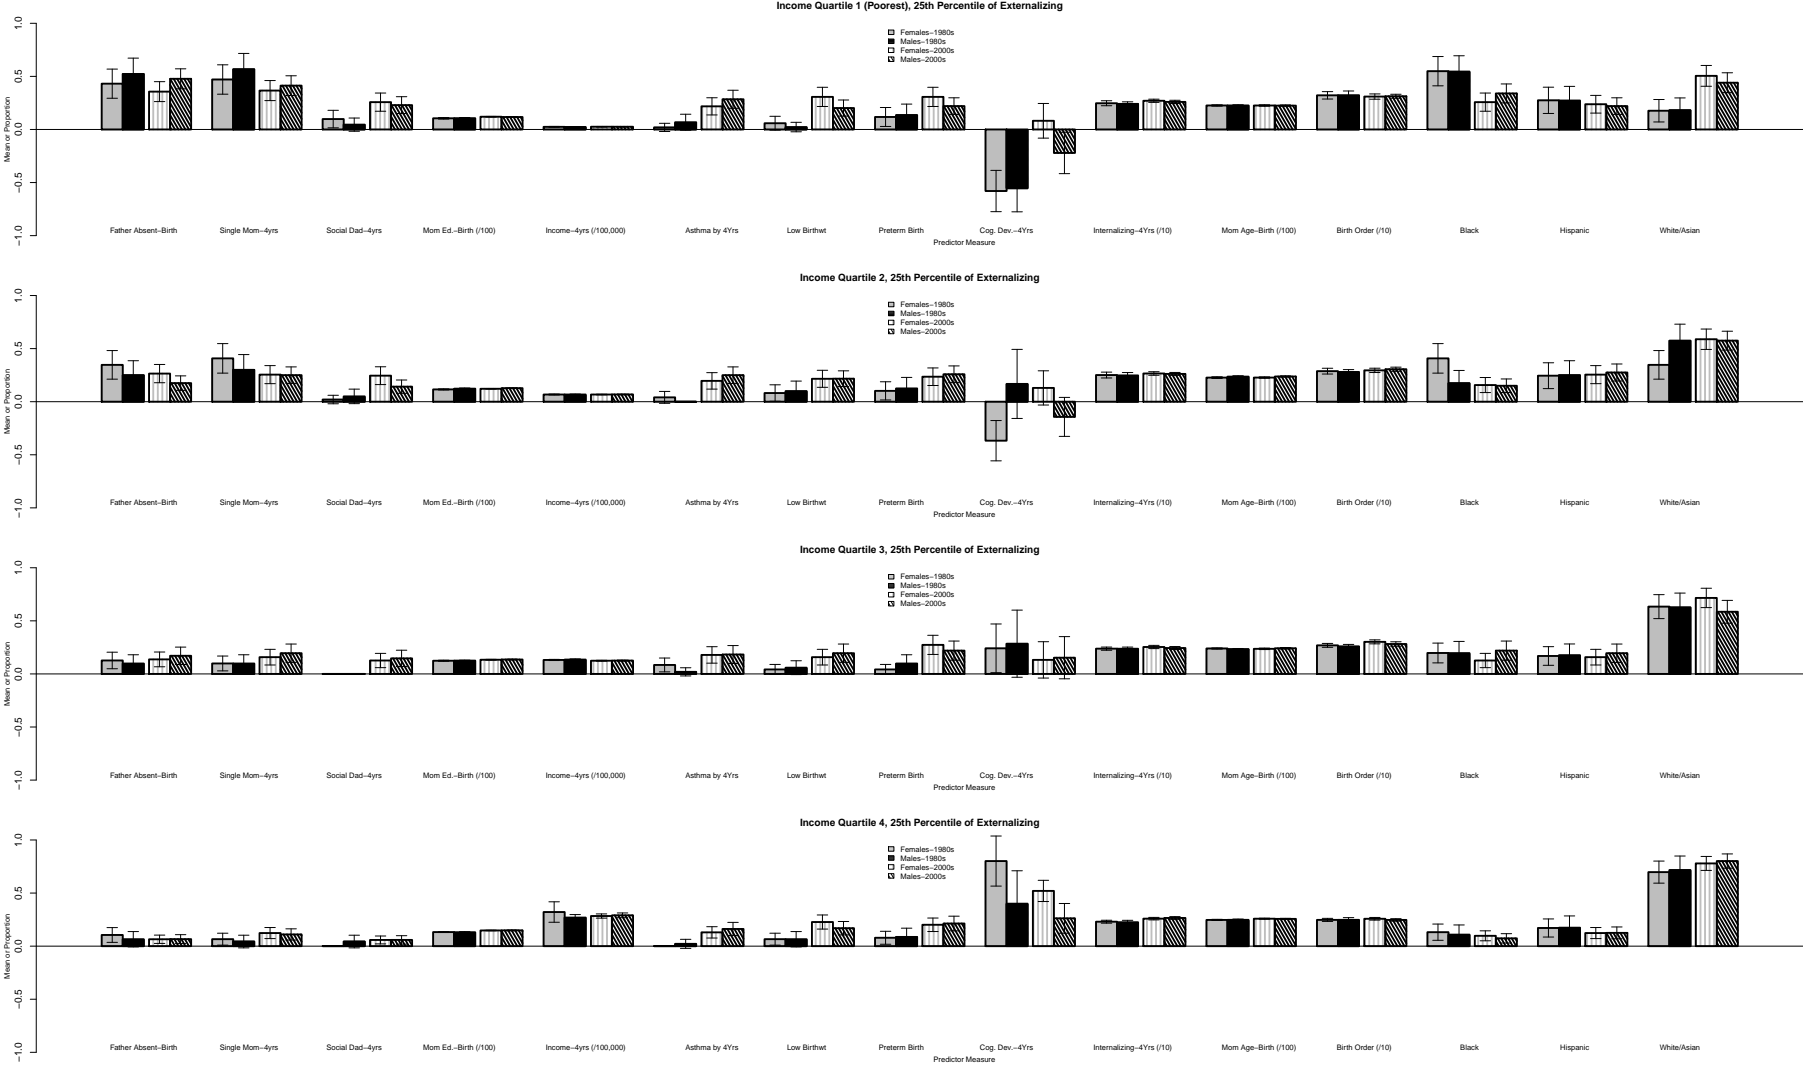 Income Quartile 1 (Poorest), 25th Percentile of Externalizing
Females−1980s
Males−1980s
Females−2000s
Males−2000s
Mean or Proportion
1.0
0.5
0.0
−0.5
−1.0
Father Absent−Birth Single Mom−4yrs Social Dad−4yrs Mom Ed.−Birth (/100) Income−4yrs (/100,000) Asthma by 4Yrs Low Birthwt Preterm Birth Cog. Dev.−4Yrs Internalizing−4Yrs (/10) Mom Age−Birth (/100) Birth Order (/10) Black Hispanic White/Asian
Predictor Measure
Income Quartile 2, 25th Percentile of Externalizing
Females−1980s
Males−1980s
Females−2000s
Males−2000s
Mean or Proportion
1.0
0.5
0.0
−0.5
−1.0
Father Absent−Birth Single Mom−4yrs Social Dad−4yrs Mom Ed.−Birth (/100) Income−4yrs (/100,000) Asthma by 4Yrs Low Birthwt Preterm Birth Cog. Dev.−4Yrs Internalizing−4Yrs (/10) Mom Age−Birth (/100) Birth Order (/10) Black Hispanic White/Asian
Predictor Measure
Income Quartile 3, 25th Percentile of Externalizing
Females−1980s
Males−1980s
Females−2000s
Males−2000s
Mean or Proportion
1.0
0.5
0.0
−0.5
−1.0
Father Absent−Birth Single Mom−4yrs Social Dad−4yrs Mom Ed.−Birth (/100) Income−4yrs (/100,000) Asthma by 4Yrs Low Birthwt Preterm Birth Cog. Dev.−4Yrs Internalizing−4Yrs (/10) Mom Age−Birth (/100) Birth Order (/10) Black Hispanic White/Asian
Predictor Measure
Income Quartile 4, 25th Percentile of Externalizing
Females−1980s
Males−1980s
Females−2000s
Males−2000s
Mean or Proportion
1.0
0.5
0.0
−0.5
−1.0
Father Absent−Birth Single Mom−4yrs Social Dad−4yrs Mom Ed.−Birth (/100) Income−4yrs (/100,000) Asthma by 4Yrs Low Birthwt Preterm Birth Cog. Dev.−4Yrs Internalizing−4Yrs (/10) Mom Age−Birth (/100) Birth Order (/10) Black Hispanic White/Asian
Predictor Measure